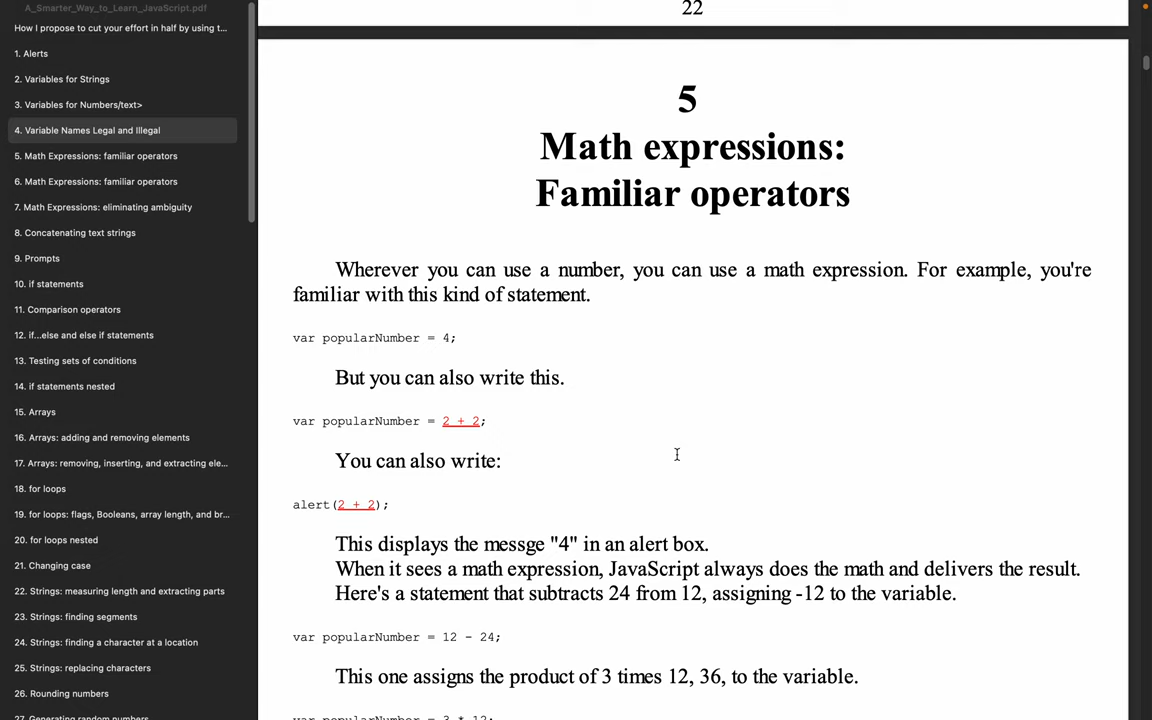 A_Smarter_Way_to_Learn_JavaScript.pdf
How I propose to cut your effort in half by using t...
1. Alerts
2. Variables for Strings
3. Variables for Numbers/text>
4. Variable Names Legal and Illegal
5. Math Expressions: familiar operators
6. Math Expressions: familiar operators
7. Math Expressions: eliminating ambiguity
8. Concatenating text strings
9. Prompts
10. if statements
11. Comparison operators
12. if...else and else if statements
13. Testing sets of conditions
14. if statements nested
15. Arrays
16. Arrays: adding and removing elements
17. Arrays: removing, inserting, and extracting ele...
18. for loops
19. for loops: flags, Booleans, array length, and br...
20. for loops nested
21. Changing case
22. Strings: measuring length and extracting parts
23. Strings: finding segments
24. Strings: finding a character at a location
25. Strings: replacing characters
26. Rounding numbers
27. Generating random numbers
22
5
Math expressions:
Familiar operators
Wherever you can use a number, you can use a math expression. For example, you're
familiar with this kind of statement.
var popularNumber = 4;
But you can also write this.
var popularNumber = 2 + 2;
You can also write:
alert(2 + 2);
This displays the messge "4" in an alert box.
When it sees a math expression, JavaScript always does the math and delivers the result.
Here's a statement that subtracts 24 from 12, assigning -12 to the variable.
var popularNumber = 12 - 24;
This one assigns the product of 3 times 12, 36, to the variable.
var popularNumber = 3 * 12;